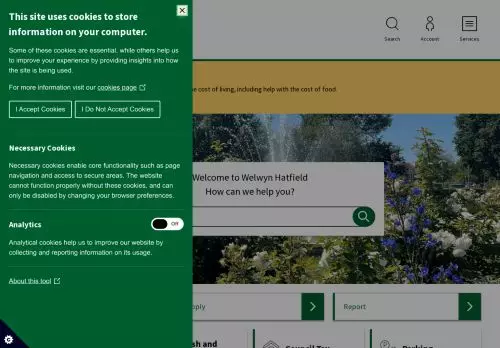 This site uses cookies to store
information on your computer.
Some of these cookies are essential, while others help us
to improve your experience by providing insights into how
the site is being used.
For more information visit our cookies page
I Accept Cookies
I Do Not Accept Cookies
Necessary Cookies
Necessary cookies enable core functionality such as page
navigation and access to secure areas. The website
cannot function properly without these cookies, and can
only be disabled by changing your browser preferences.
Analytics
Off
Analytical cookies help us to improve our website by
collecting and reporting information on its usage.
About this tool
Search
Account
Services
cost of living, including help with the cost of food
Welcome to Welwyn Hatfield
How can we help you?
Report
and
Council Tax
Parking